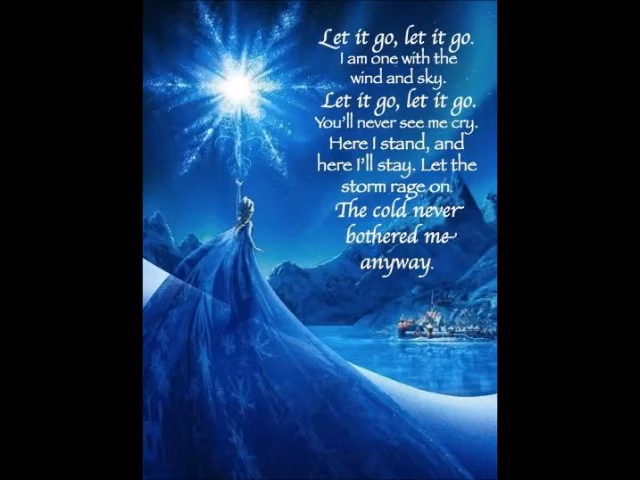 Let it go, let it go.
I am one with the
wind and sky.
Let it go, let it go.
You'll never see me cry.
Here I stand, and
here I'll stay. Let the
storm rage on.
The cold never
bothered me
anyway.